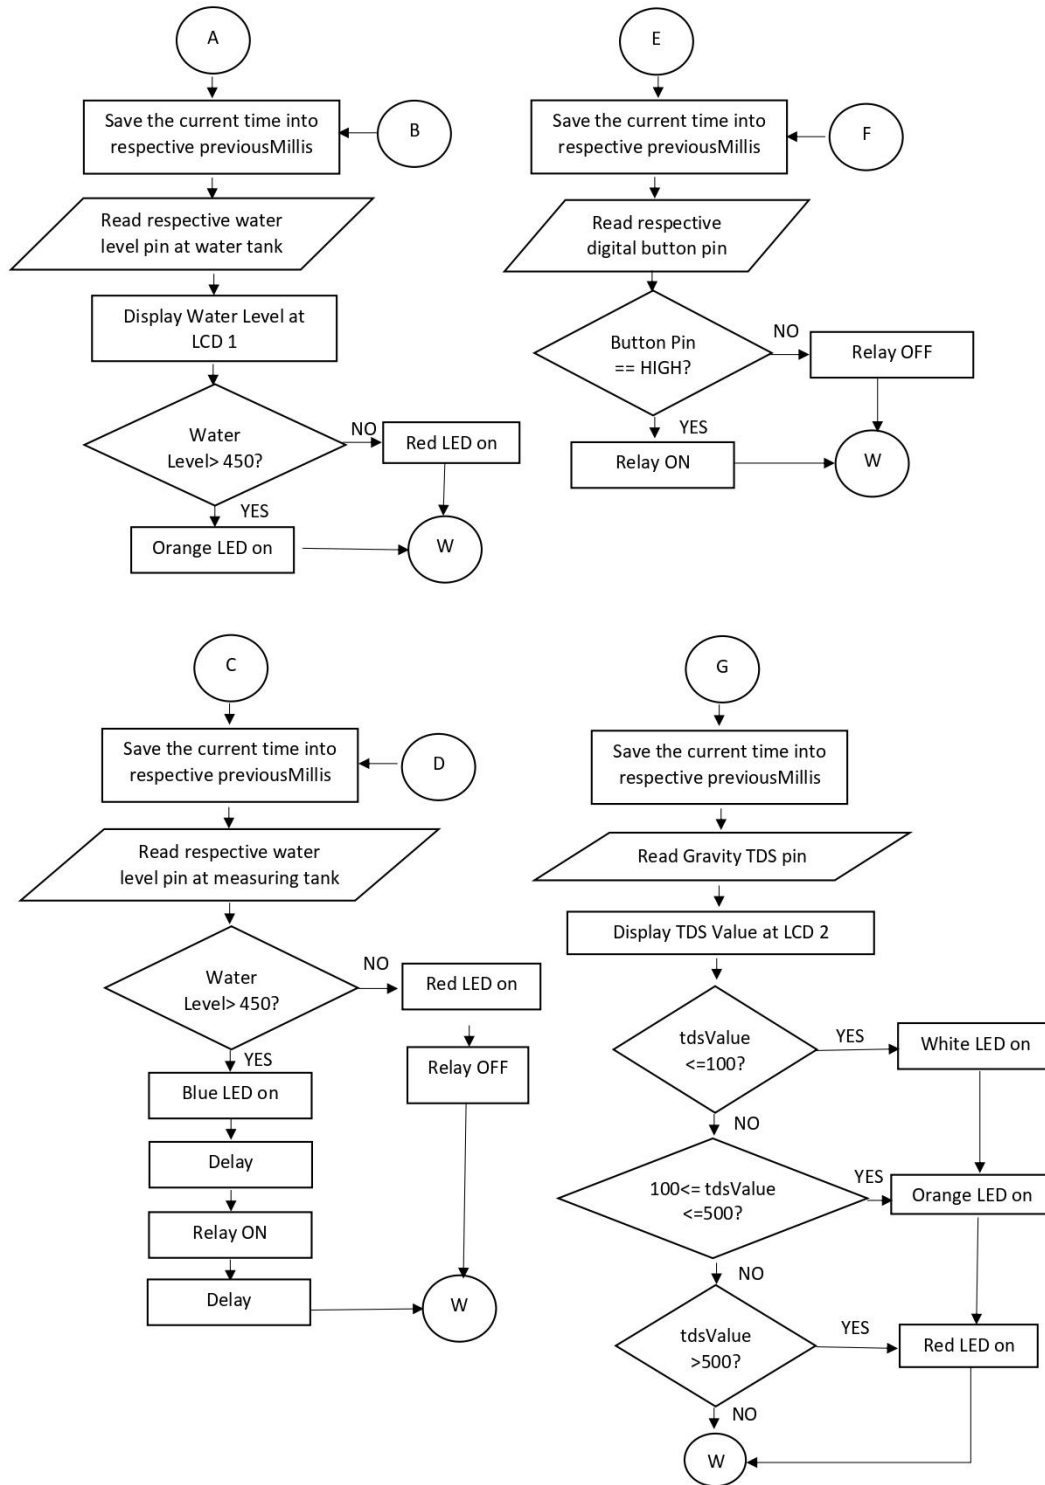 A
Save the current time into
respective previousMillis
B
Read respective water
level pin at water tank
Display Water Level at
LCD 1
Water
Level> 450?
NO
Red LED on
YES
Orange LED on
W
E
Save the current time into
respective previousMillis
F
Read respective
digital button pin
Button Pin
== HIGH?
NO
Relay OFF
YES
Relay ON
W
C
Save the current time into
respective previousMillis
D
Read respective water
level pin at measuring tank
Water
Level> 450?
NO
Red LED on
Relay OFF
YES
Blue LED on
Delay
Relay ON
Delay
W
G
Save the current time into
respective previousMillis
Read Gravity TDS pin
Display TDS Value at LCD 2
tdsValue
<=100?
YES
White LED on
NO
100<= tdsValue
<=500?
YES
Orange LED on
NO
tdsValue
>500?
YES
Red LED on
NO
W